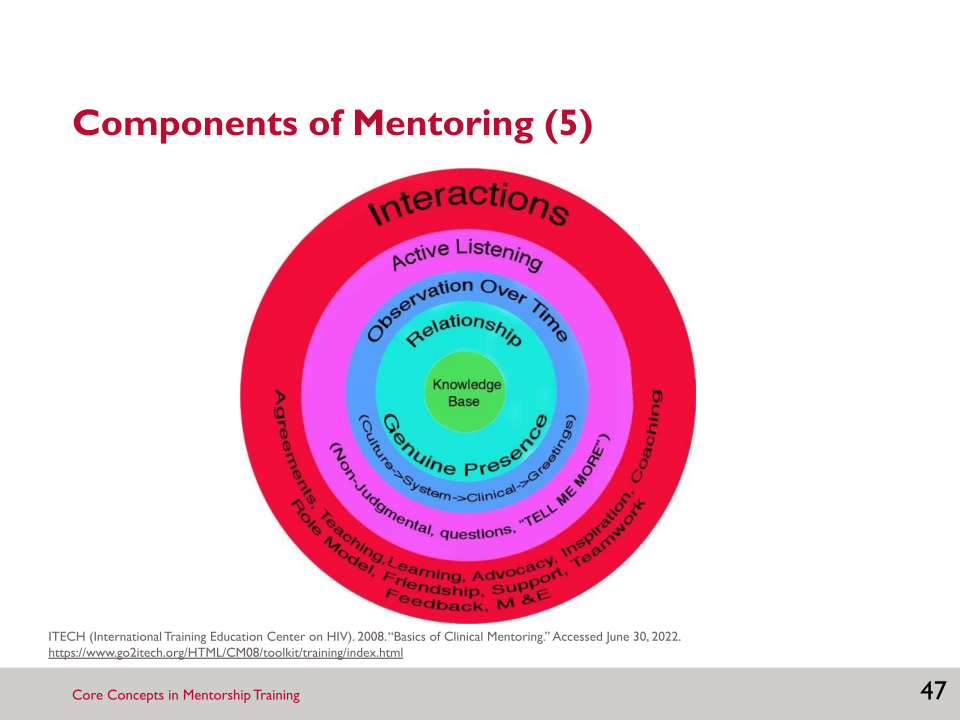 Components of Mentoring (5)
Interactions
Active Listening
Observation Over Time
Relationship
Knowledge
Base
Genuine Presence
(Culture->System->Clinical->Greetings)
(Non-Judgmental, questions, "TELL ME MORE")
Agreements, Teaching,Learning, Advocacy, Inspiration, Coaching
Role Model, Friendship, Support, Teamwork
Feedback, M &E
ITECH (International Training Education Center on HIV). 2008. “Basics of Clinical Mentoring.” Accessed June 30, 2022.
https://www.go2itech.org/HTML/CM08/toolkit/training/index.html
Core Concepts in Mentorship Training
47